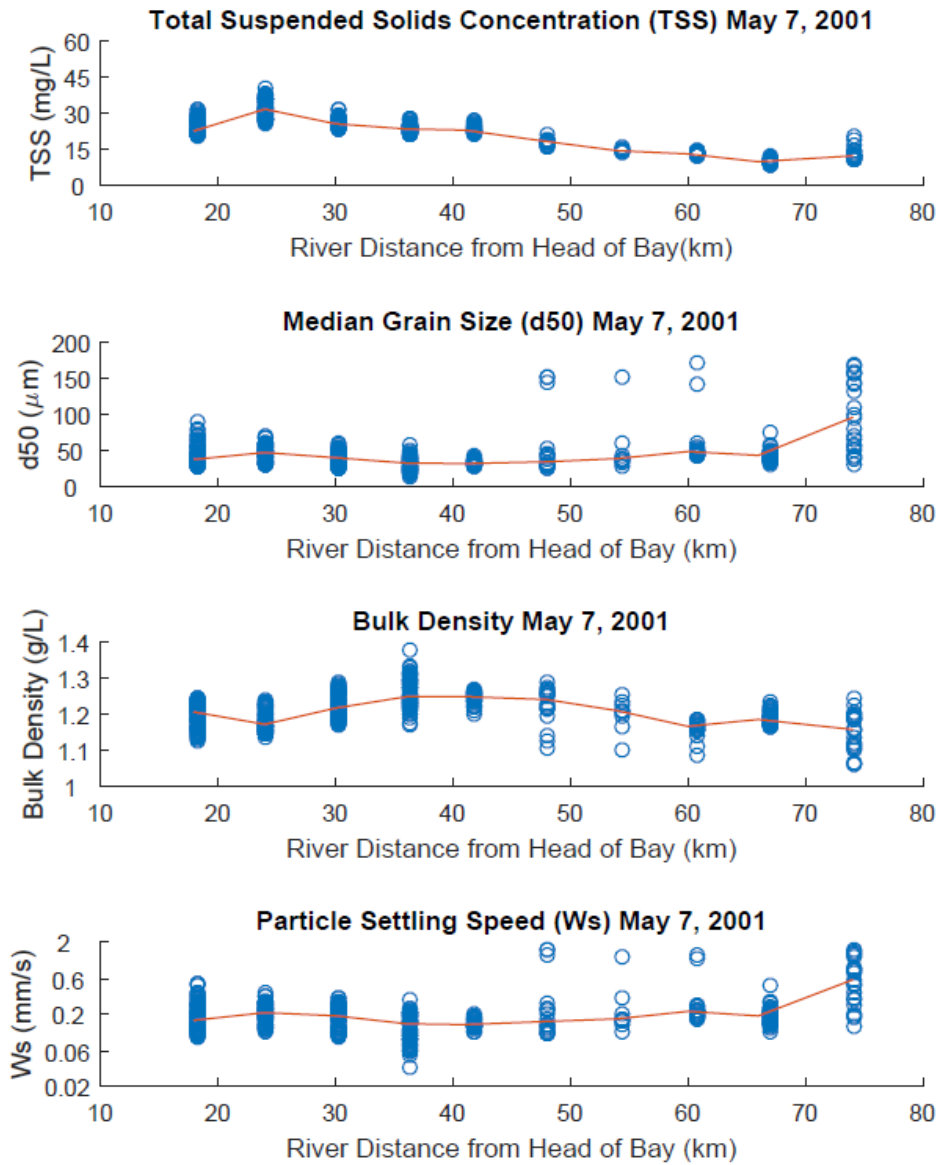 Total Suspended Solids Concentration (TSS) May 7, 2001
TSS (mg/L)
60
45
30
15
0
10 20 30 40 50 60 70 80
River Distance from Head of Bay(km)
Median Grain Size (d50) May 7, 2001
d50 (μm)
200
150
100
50
0
10 20 30 40 50 60 70 80
River Distance from Head of Bay (km)
Bulk Density May 7, 2001
Bulk Density (g/L)
1.4
1.3
1.2
1.1
1
10 20 30 40 50 60 70 80
River Distance from Head of Bay (km)
Particle Settling Speed (Ws) May 7, 2001
Ws (mm/s)
2
0.6
0.2
0.06
0.02
10 20 30 40 50 60 70 80
River Distance from Head of Bay (km)